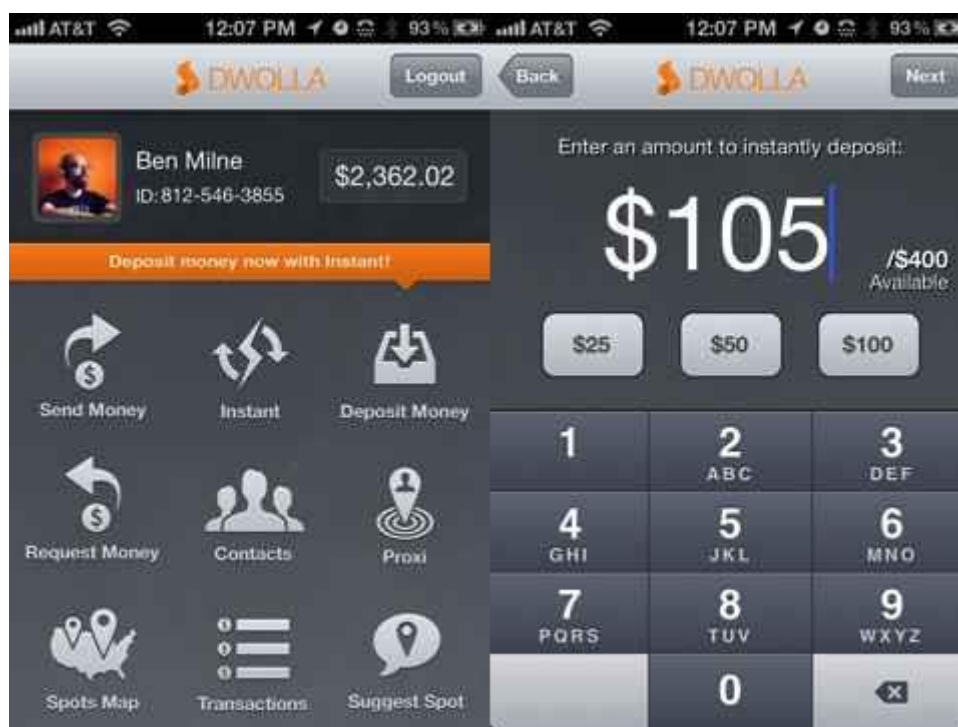 AT&T 12:07 PM 93%
DWOLLA Logout
Ben Milne
ID:812-546-3855
$2,362.02
Deposit money now with Instant!
Send Money Instant Deposit Money
Request Money Contacts Proxi
Spots Map Transactions Suggest Spot
AT&T 12:07 PM 93%
Back DWOLLA Next
Enter an amount to instantly deposit:
$105
/$400
Available
$25 $50 $100
1 2 3
ABC DEF
4 5 6
GHI JKL MNO
7 8 9
PQRS TUV WXYZ
0